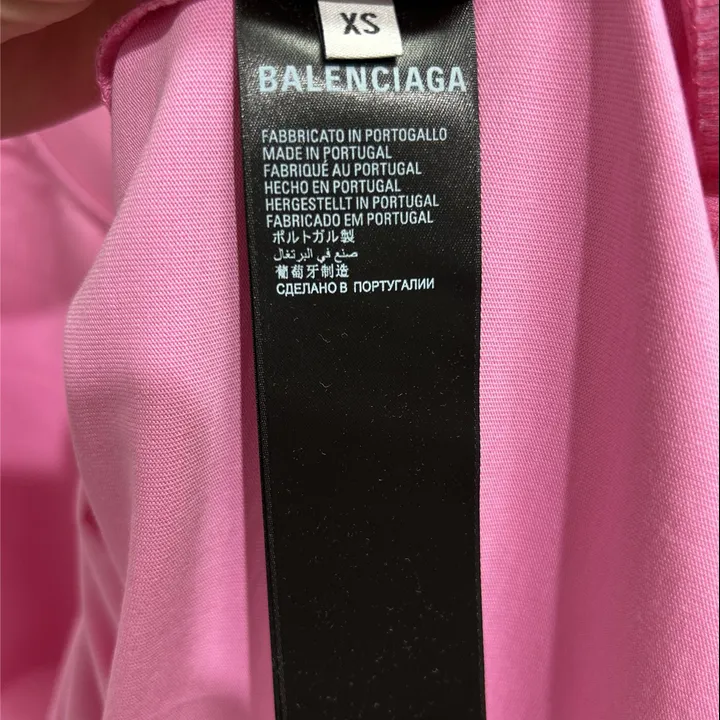 XS
BALENCIAGA
FABBRICATO IN PORTOGALLO
MADE IN PORTUGAL
FABRIQUÉ AU PORTUGAL
HECHO EN PORTUGAL
HERGESTELLT IN PORTUGAL
FABRICADO EM PORTUGAL
ポルトガル製
صنع في البرتغال
葡萄牙制造
СДЕЛАНО В ПОРТУГАЛИИ